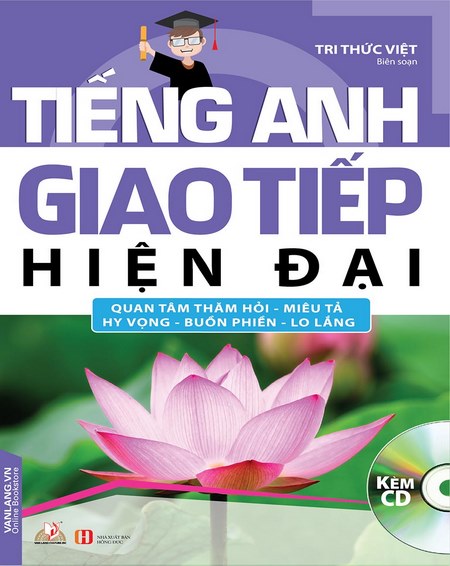 TRI THỨC VIỆT
Biên soạn
TIẾNG ANH
GIAO TIẾP
HIỆN ĐẠI
QUAN TÂM THĂM HỎI - MIÊU TẢ
HY VỌNG - BUỒN PHIỀN - LO LẮNG
KÈM
CD
VANLANG.VN
Online Bookstore
NHÀ XUẤT BẢN
HỒNG ĐỨC